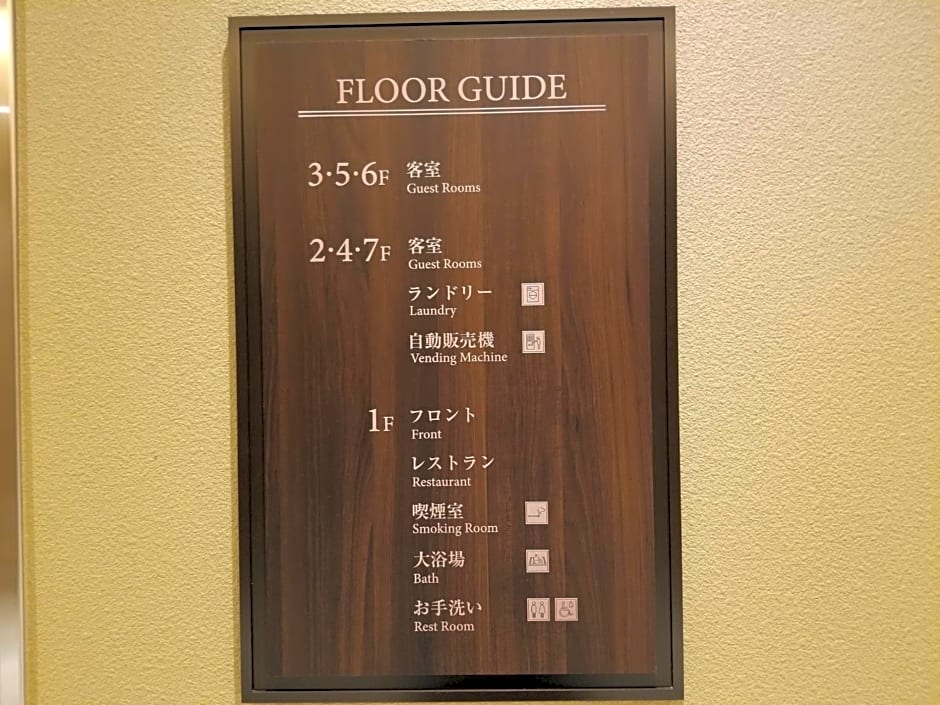 FLOOR GUIDE
3·5·6F 客室
Guest Rooms
2·4·7F 客室
Guest Rooms
ランドリー
Laundry
自動販売機
Vending Machine
1F フロント
Front
レストラン
Restaurant
喫煙室
Smoking Room
大浴場
Bath
お手洗い
Rest Room